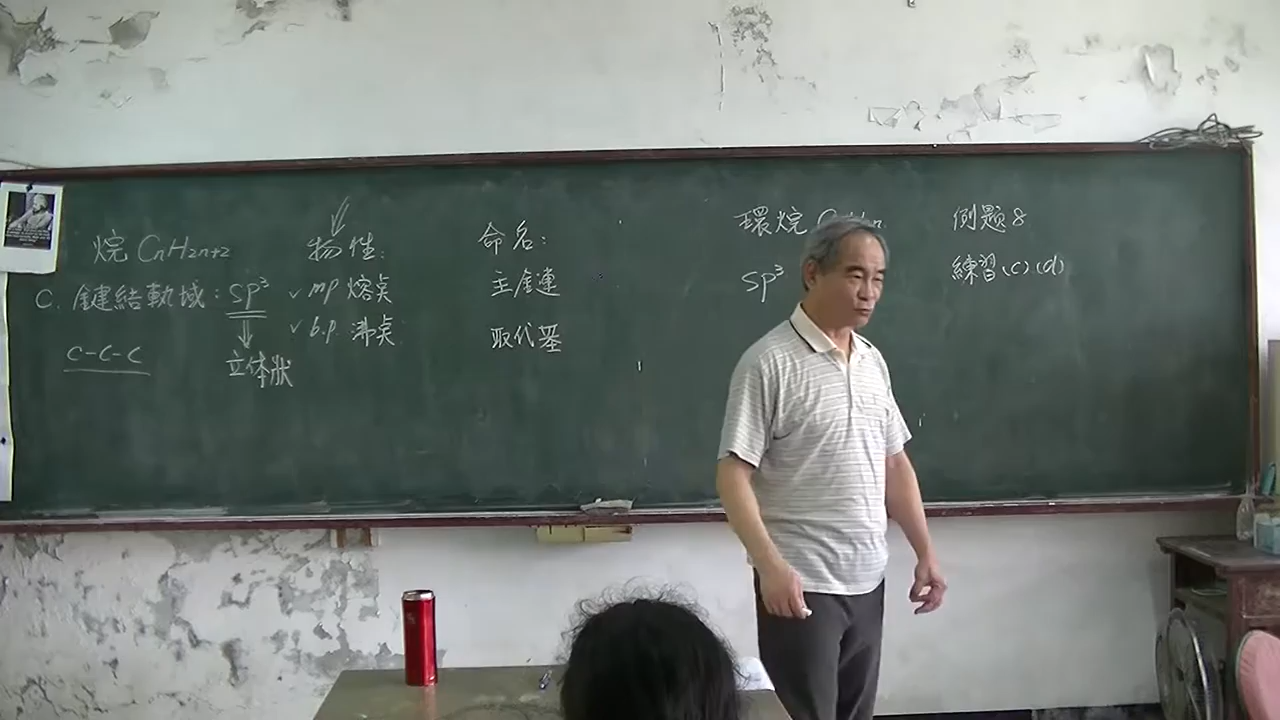 烷 CnH2n+2
C. 鍵結軌域：sp³
C-C-C
立体狀
物性：
✓ mp 熔点
✓ b.p. 沸点
命名：
主鏈
取代基
環烷
sp³
例題8
練習(c)(d)